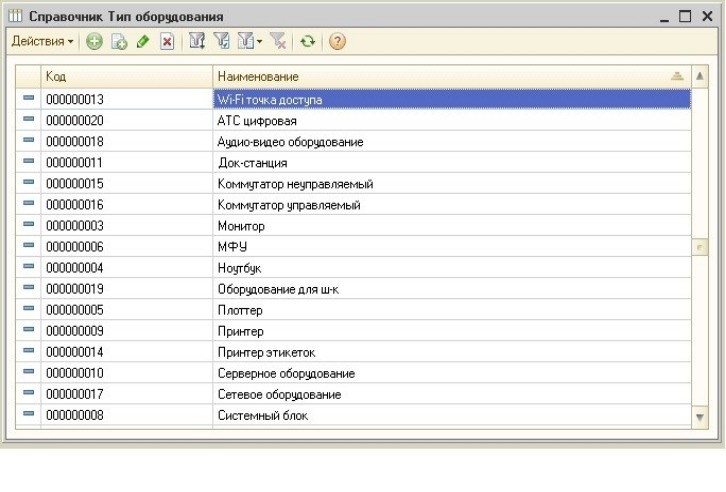 Справочник Тип оборудования
Действия
Код Наименование
000000013 Wi-Fi точка доступа
000000020 АТС цифровая
000000018 Аудио-видео оборудование
000000011 Док-станция
000000015 Коммутатор неуправляемый
000000016 Коммутатор управляемый
000000003 Монитор
000000006 МФУ
000000004 Ноутбук
000000019 Оборудование для ш-к
000000005 Плоттер
000000009 Принтер
000000014 Принтер этикеток
000000010 Серверное оборудование
000000017 Сетевое оборудование
000000008 Системный блок